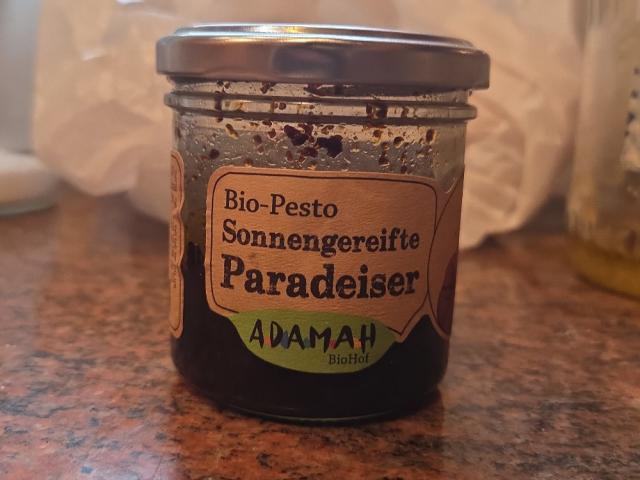 Bio-Pesto
Sonnengereifte
Paradeiser
ADAMAH
BioHof